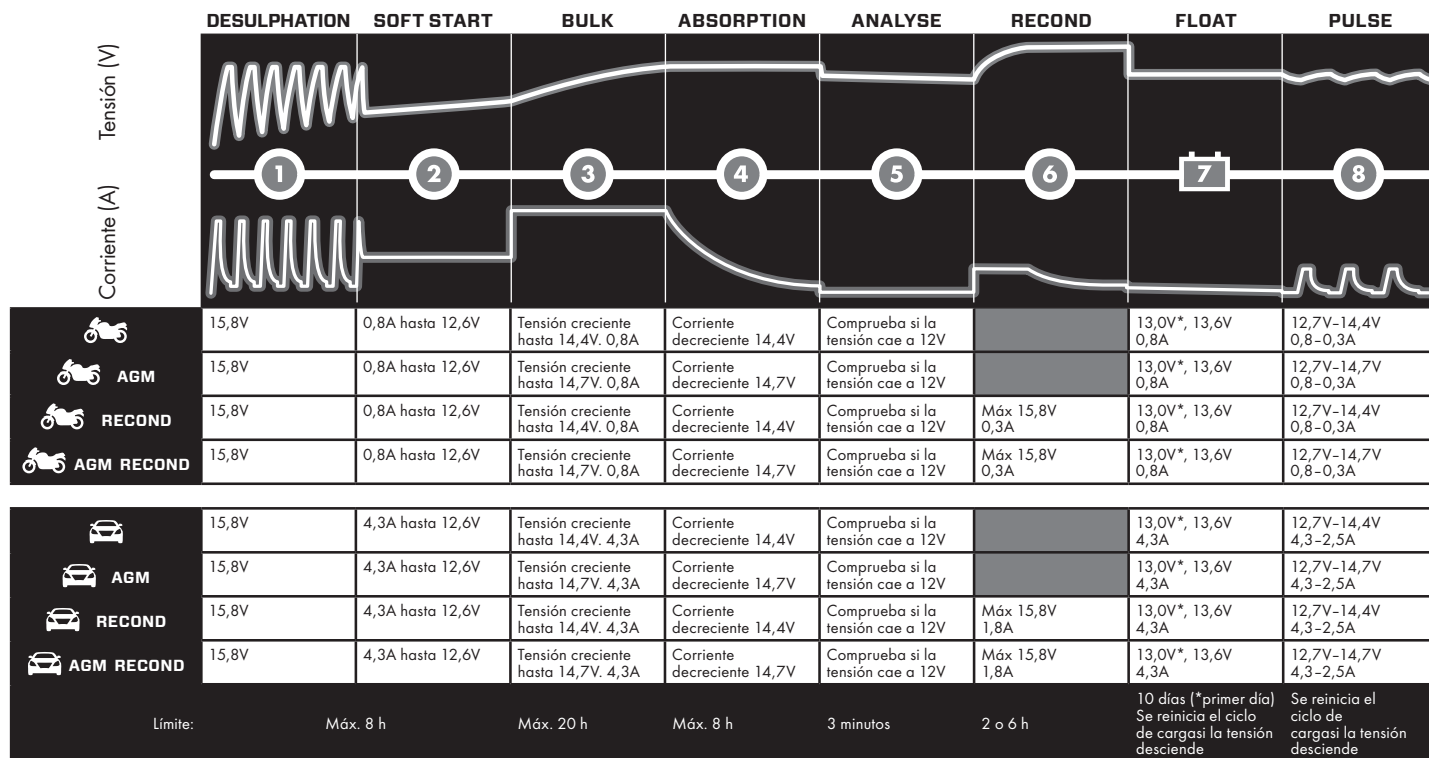 DESULPHATION SOFT START BULK ABSORPTION ANALYSE RECOND FLOAT PULSE
Tensión (V)
1 2 3 4 5 6 7 8
Corriente (A)
15,8V 0,8A hasta 12,6V Tensión creciente Corriente Comprueba si la 13,0V*, 13,6V 12,7V–14,4V
hasta 14,4V. 0,8A decreciente 14,4V tensión cae a 12V 0,8A 0,8–0,3A
AGM 15,8V 0,8A hasta 12,6V Tensión creciente Corriente Comprueba si la 13,0V*, 13,6V 12,7V–14,7V
hasta 14,7V. 0,8A decreciente 14,7V tensión cae a 12V 0,8A 0,8–0,3A
RECOND 15,8V 0,8A hasta 12,6V Tensión creciente Corriente Comprueba si la Máx 15,8V 13,0V*, 13,6V 12,7V–14,4V
hasta 14,4V. 0,8A decreciente 14,4V tensión cae a 12V 0,3A 0,8A 0,8–0,3A
AGM RECOND 15,8V 0,8A hasta 12,6V Tensión creciente Corriente Comprueba si la Máx 15,8V 13,0V*, 13,6V 12,7V–14,7V
hasta 14,7V. 0,8A decreciente 14,7V tensión cae a 12V 0,3A 0,8A 0,8–0,3A
15,8V 4,3A hasta 12,6V Tensión creciente Corriente Comprueba si la 13,0V*, 13,6V 12,7V–14,4V
hasta 14,4V. 4,3A decreciente 14,4V tensión cae a 12V 4,3A 4,3–2,5A
AGM 15,8V 4,3A hasta 12,6V Tensión creciente Corriente Comprueba si la 13,0V*, 13,6V 12,7V–14,7V
hasta 14,7V. 4,3A decreciente 14,7V tensión cae a 12V 4,3A 4,3–2,5A
RECOND 15,8V 4,3A hasta 12,6V Tensión creciente Corriente Comprueba si la Máx 15,8V 13,0V*, 13,6V 12,7V–14,4V
hasta 14,4V. 4,3A decreciente 14,4V tensión cae a 12V 1,8A 4,3A 4,3–2,5A
AGM RECOND 15,8V 4,3A hasta 12,6V Tensión creciente Corriente Comprueba si la Máx 15,8V 13,0V*, 13,6V 12,7V–14,7V
hasta 14,7V. 4,3A decreciente 14,7V tensión cae a 12V 1,8A 4,3A 4,3–2,5A
Límite: Máx. 8 h Máx. 20 h Máx. 8 h 3 minutos 2 o 6 h
10 días (*primer día)
Se reinicia el ciclo
de cargasi la tensión
desciende
Se reinicia el
ciclo de
cargasi la tensión
desciende